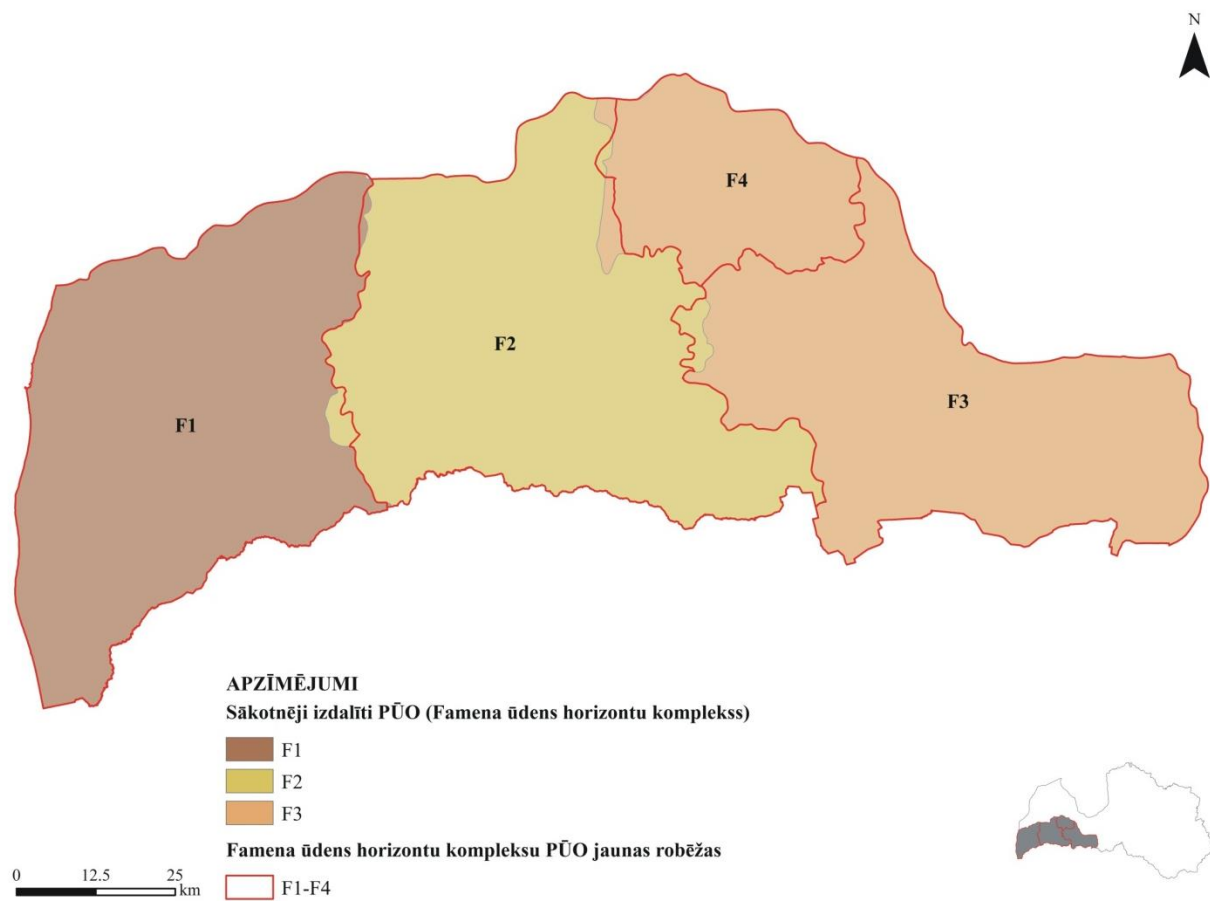 N
F4
F2
F3
F1
APZĪMĒJUMI
Sākotnēji izdalīti PŪO (Famena ūdens horizontu komplekss)
F1
F2
F3
Famena ūdens horizontu kompleksu PŪO jaunas robēžas
F1-F4
0 12.5 25
km